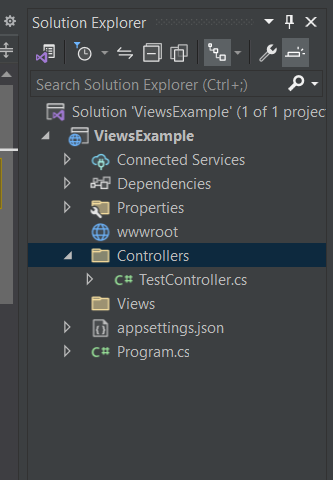 Solution Explorer
Search Solution Explorer (Ctrl+;)
Solution 'ViewsExample' (1 of 1 projec
ViewsExample
Connected Services
Dependencies
Properties
wwwroot
Controllers
C# TestController.cs
Views
appsettings.json
C# Program.cs